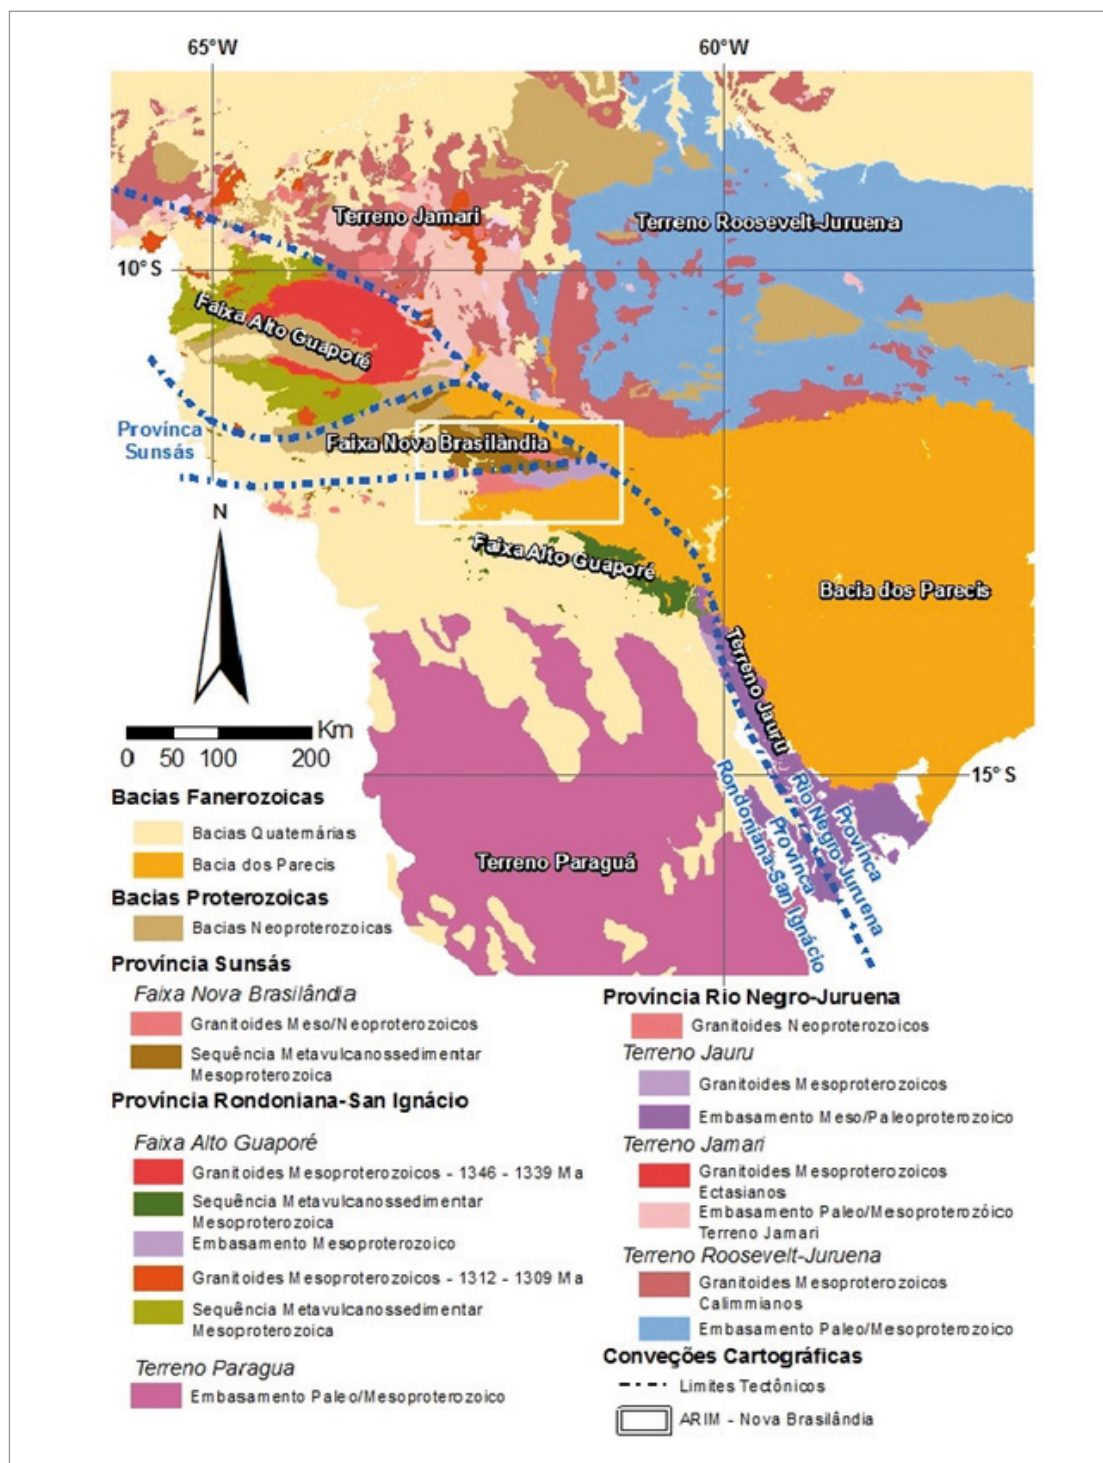 65°W
60°W
Terreno Jamari
Terreno Roosevelt-Juruena
10° S
Faixa Alto Guaporé
Provínca
Sunsás
Faixa Nova Brasilândia
N
Faixa Alto Guaporé
Bacia dos Parecis
Terreno Jauru
Km
0 50 100 200
15° S
Rondoniana-San Ignácio
Provínca
Rio Negro-Juruena
Provínca
Terreno Paraguá
Bacias Fanerozoicas
Bacias Quaternárias
Bacia dos Parecis
Bacias Proterozoicas
Bacias Neoproterozoicas
Província Sunsás
Faixa Nova Brasilândia
Granitoides Meso/Neoproterozoicos
Sequência Metavulcanossedimentar
Mesoproterozoica
Província Rondoniana-San Ignácio
Faixa Alto Guaporé
Granitoides Mesoproterozoicos - 1346 - 1339 Ma
Sequência Metavulcanossedimentar
Mesoproterozoica
Embasamento Mesoproterozoico
Granitoides Mesoproterozoicos - 1312 - 1309 Ma
Sequência Metavulcanossedimentar
Mesoproterozoica
Terreno Paragua
Embasamento Paleo/Mesoproterozoico
Província Rio Negro-Juruena
Granitoides Neoproterozoicos
Terreno Jauru
Granitoides Mesoproterozoicos
Embasamento Meso/Paleoproterozoico
Terreno Jamari
Granitoides Mesoproterozoicos
Ectasianos
Embasamento Paleo/Mesoproterozóico
Terreno Jamari
Terreno Roosevelt-Juruena
Granitoides Mesoproterozoicos
Calimmianos
Embasamento Paleo/Mesoproterozoico
Conveções Cartográficas
Limites Tectônicos
ARIM - Nova Brasilândia